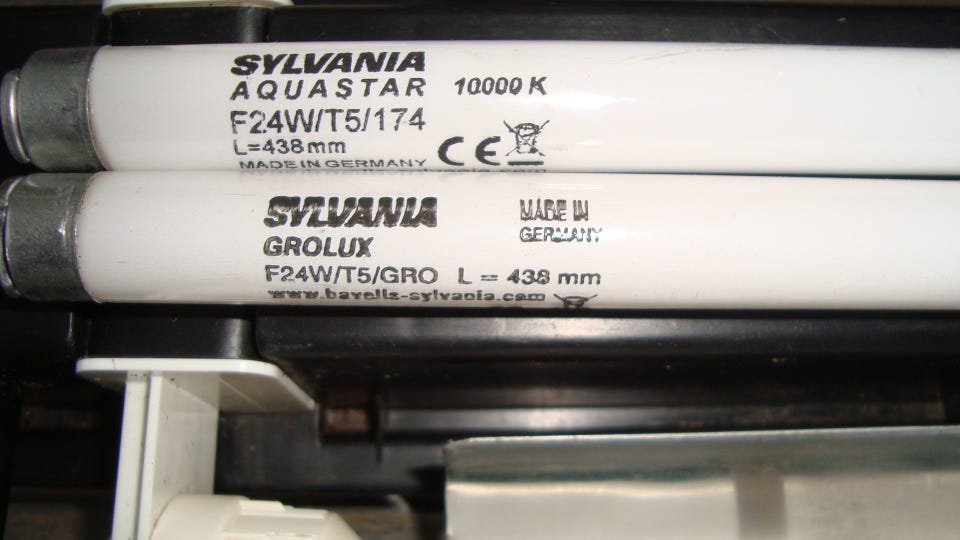 SYLVANIA
AQUASTAR 10000 K
F24W/T5/174
L=438mm
MADE IN GERMANY
SYLVANIA
GROLUX
MADE IN
GERMANY
F24W/T5/GRO L = 438 mm
www.havells-sylvania.com